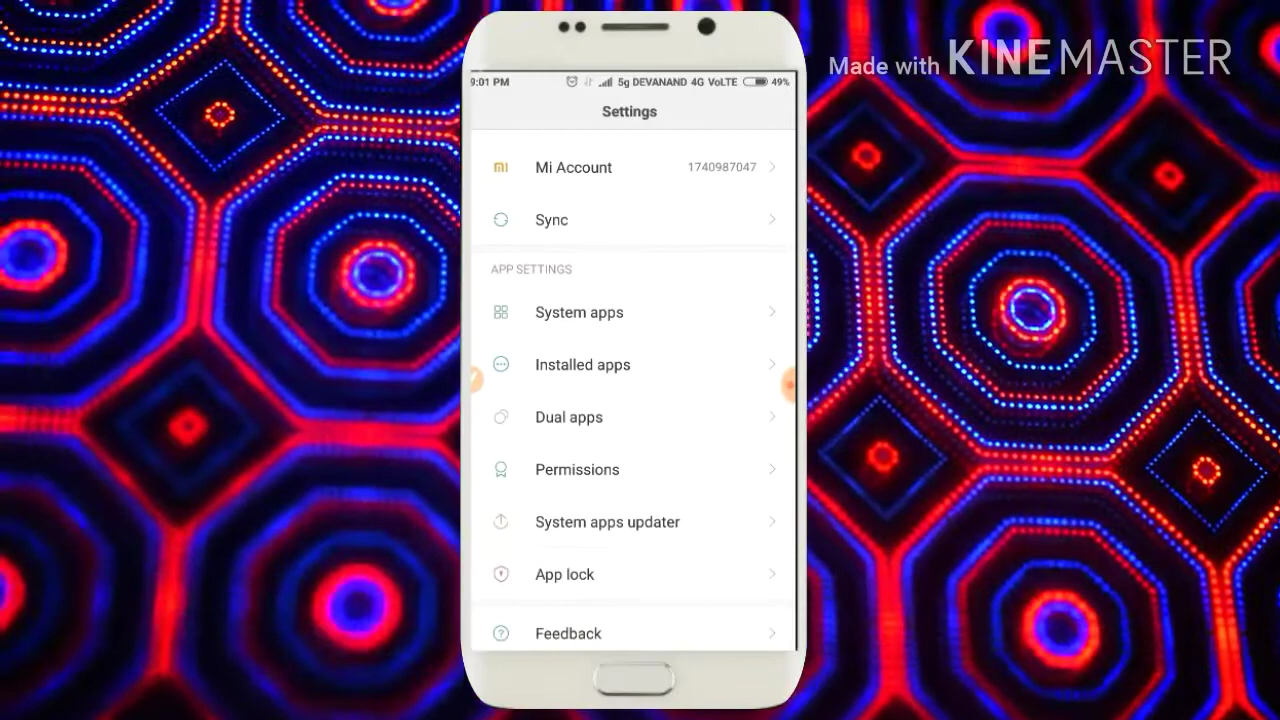 Made with KINEMASTER
9:01 PM 5g DEVANAND 4G VoLTE 49%
Settings
Mi Account 1740987047
Sync
APP SETTINGS
System apps
Installed apps
Dual apps
Permissions
System apps updater
App lock
Feedback